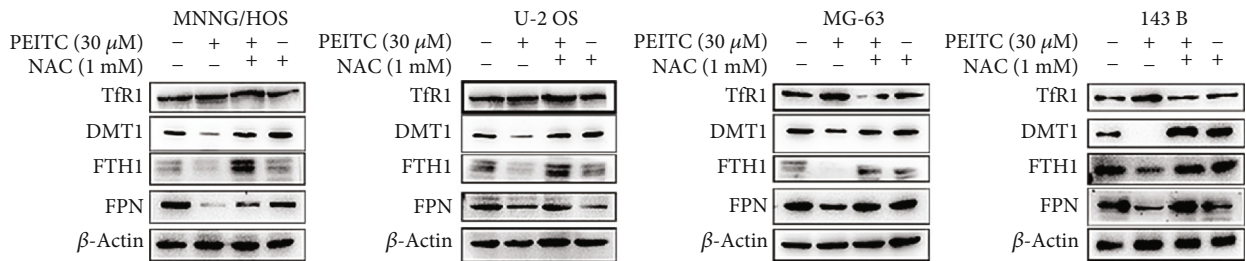 MNNG/HOS
PEITC (30 μM) − + + −
NAC (1 mM) − − + +
TfR1
DMT1
FTH1
FPN
β-Actin
U-2 OS
PEITC (30 μM) − + + −
NAC (1 mM) − − + +
TfR1
DMT1
FTH1
FPN
β-Actin
MG-63
PEITC (30 μM) − + + −
NAC (1 mM) − − + +
TfR1
DMT1
FTH1
FPN
β-Actin
143 B
PEITC (30 μM) − + + −
NAC (1 mM) − − + +
TfR1
DMT1
FTH1
FPN
β-Actin